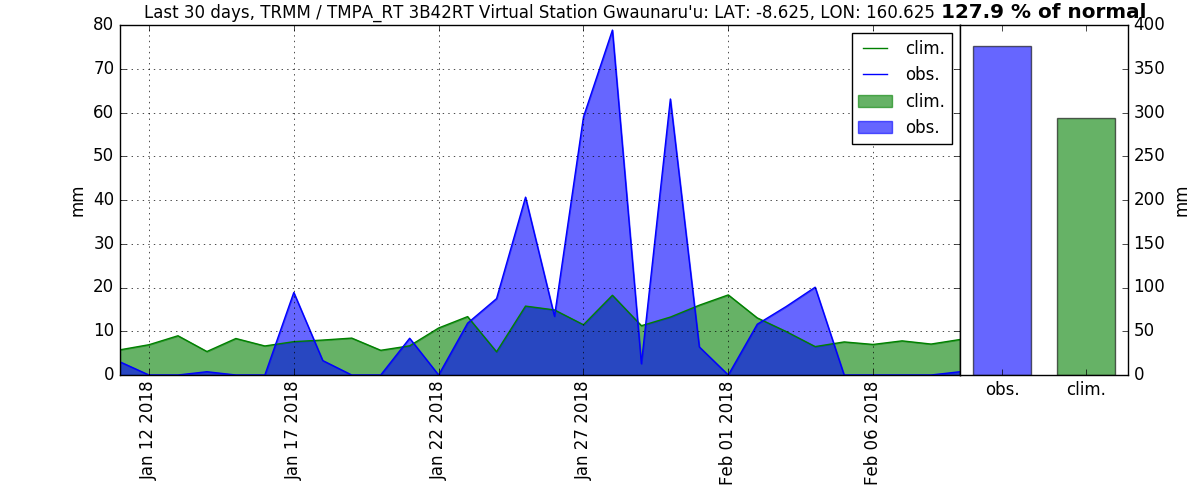 Last 30 days, TRMM / TMPA_RT 3B42RT Virtual Station Gwaunaru'u: LAT: -8.625, LON: 160.625 127.9 % of normal
80
70
60
50
40
30
20
10
0
mm
clim.
obs.
clim.
obs.
400
350
300
250
200
150
100
50
0
mm
Jan 12 2018
Jan 17 2018
Jan 22 2018
Jan 27 2018
Feb 01 2018
Feb 06 2018
obs.
clim.